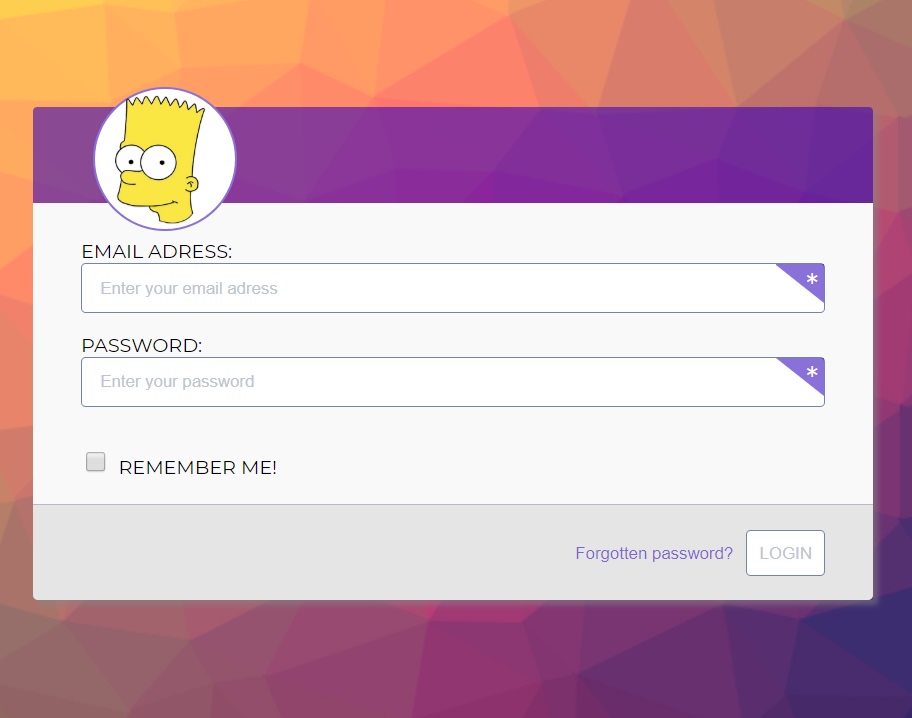 EMAIL ADRESS:
Enter your email adress
*
PASSWORD:
Enter your password
*
REMEMBER ME!
Forgotten password? LOGIN